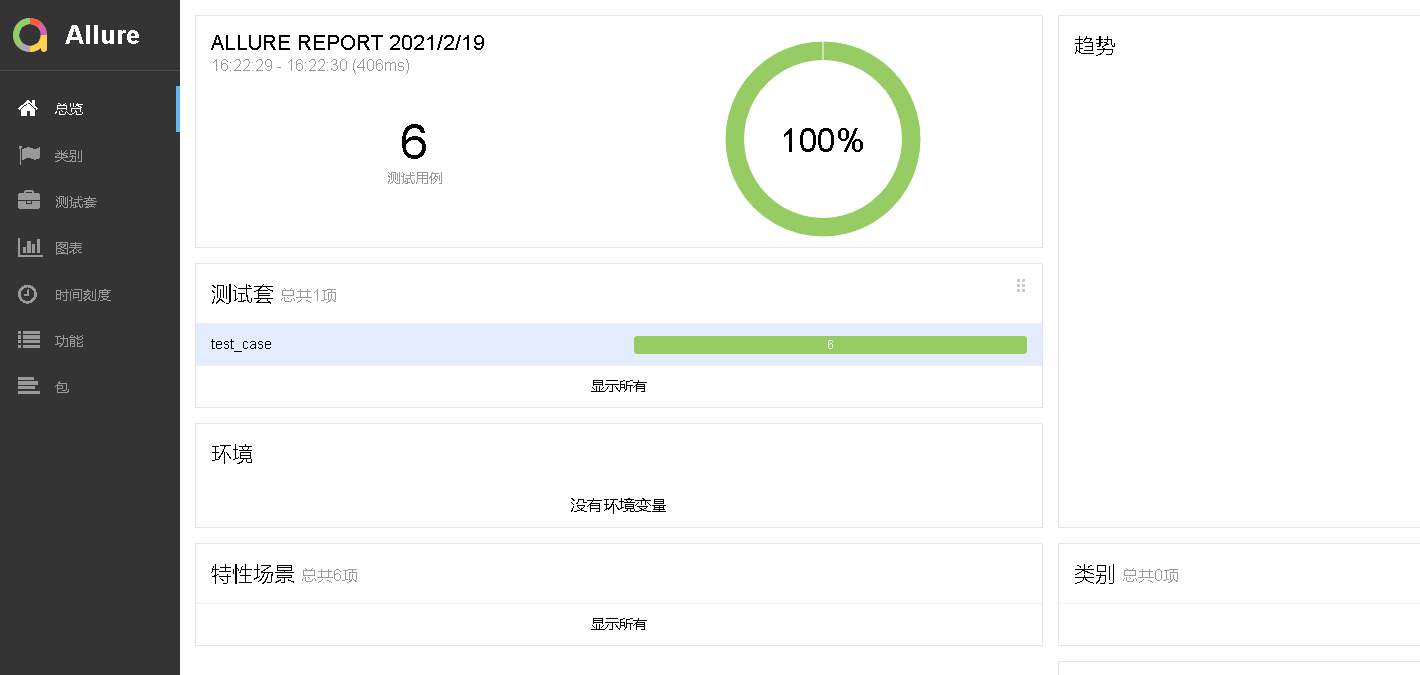 Allure
总览
类别
测试套
图表
时间刻度
功能
包
ALLURE REPORT 2021/2/19
16:22:29 - 16:22:30 (406ms)
6
测试用例
100%
测试套 总共1项
test_case
6
显示所有
环境
没有环境变量
特性场景 总共6项
显示所有
趋势
类别 总共0项